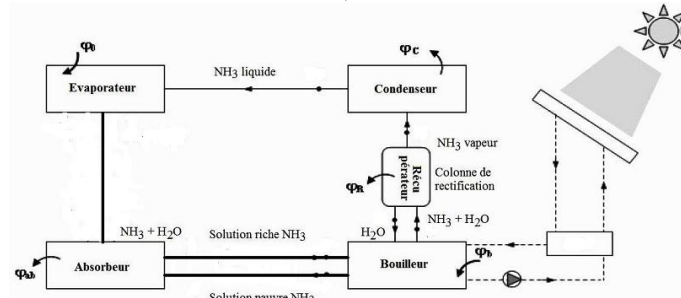 φ0
φC
Evaporateur
NH3 liquide
Condenseur
NH3 vapeur
Récu
pérateur
Colonne de
rectification
φR
NH3 + H2O
H2O
NH3 + H2O
Solution riche NH3
φab
Absorbeur
Bouilleur
φb
Solution pauvre NH3